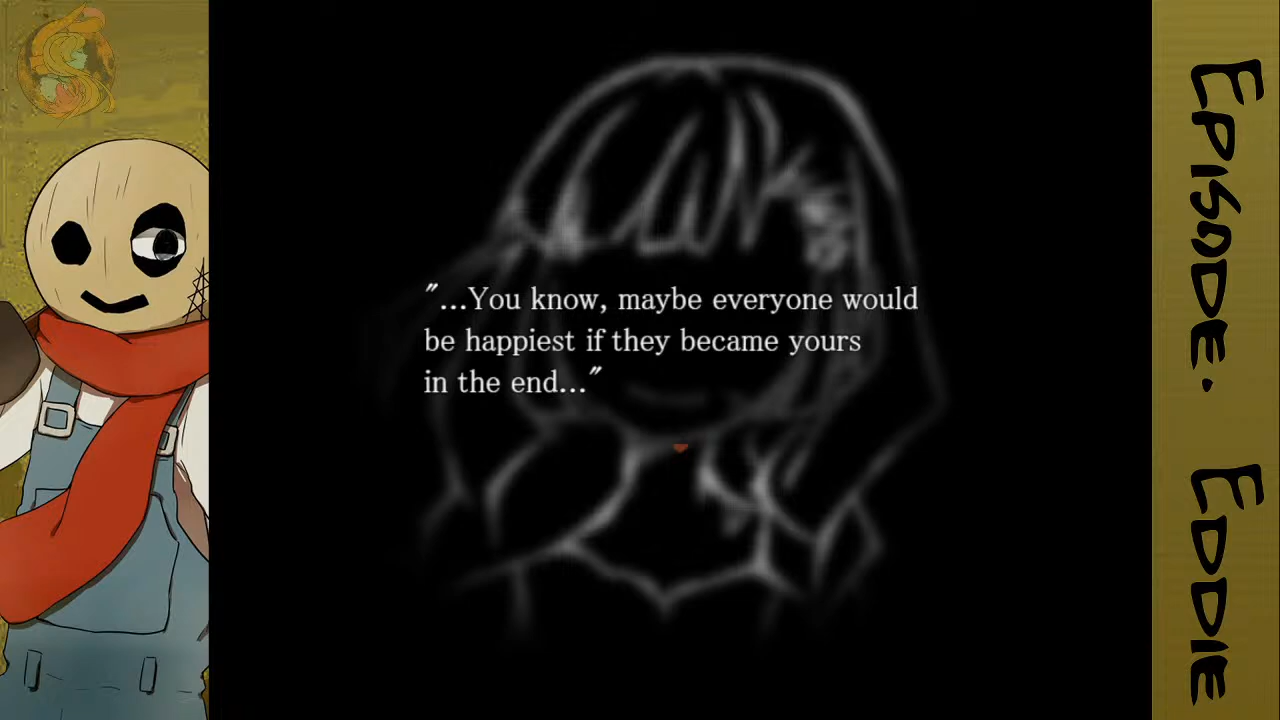 "...You know, maybe everyone would
be happiest if they became yours
in the end..."
EPISODE. EDDIE